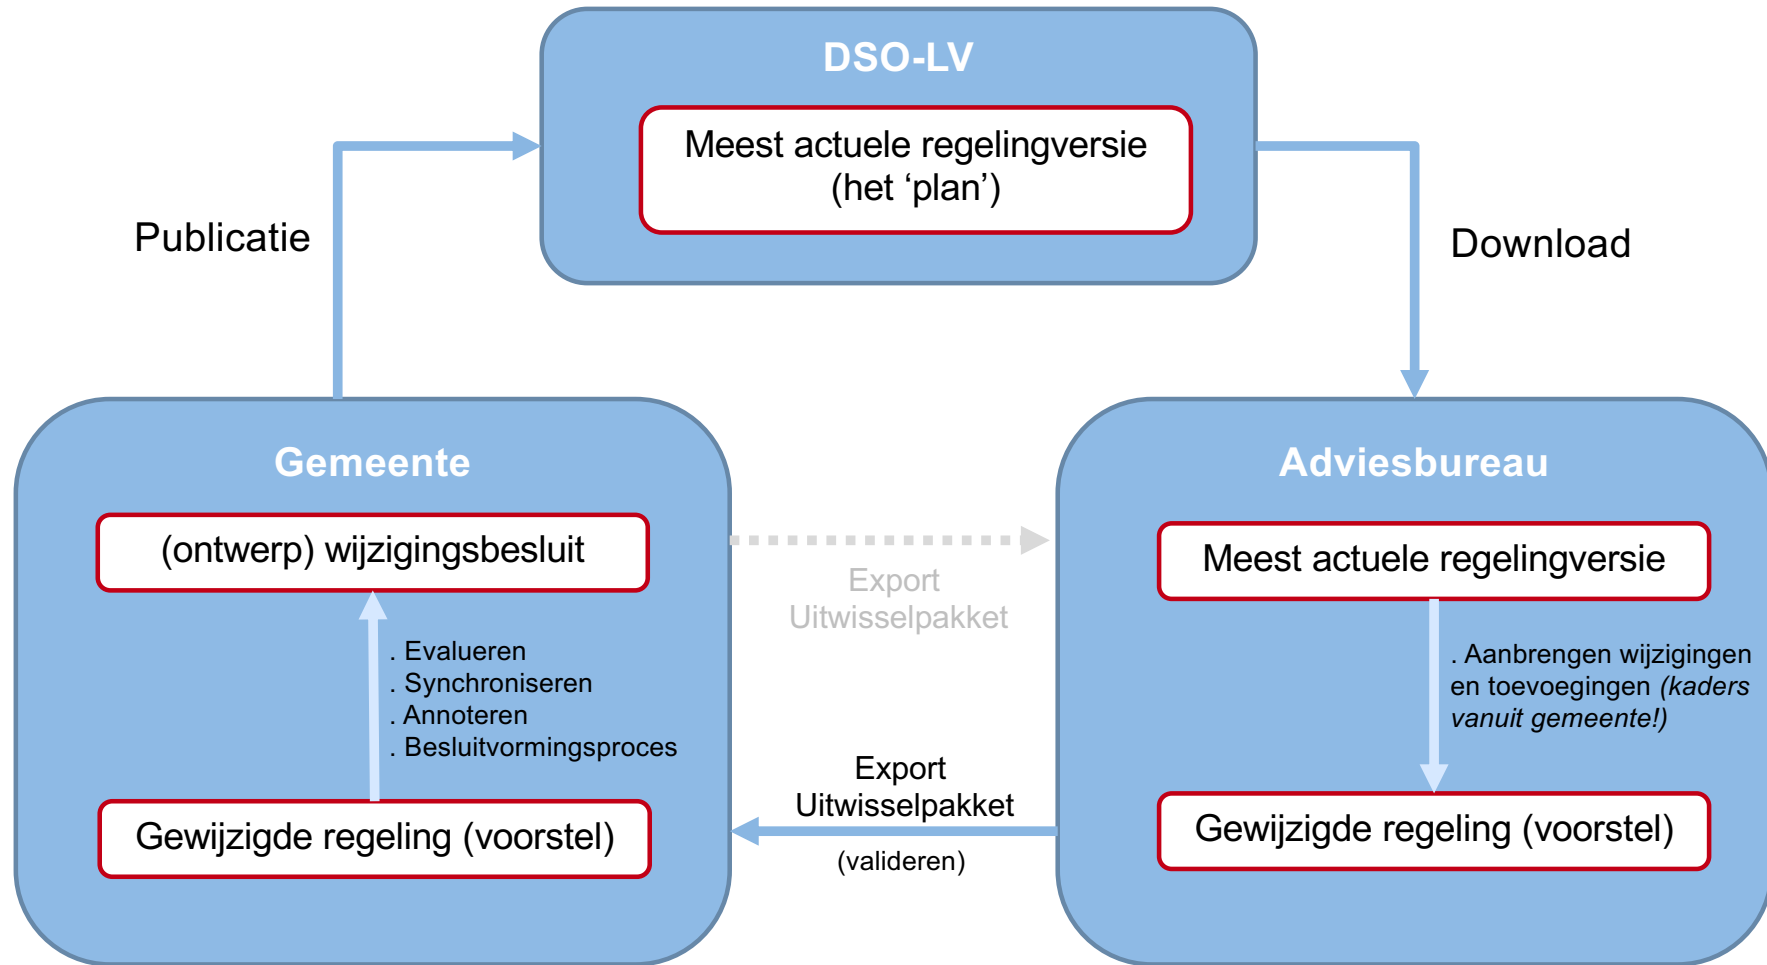 DSO-LV
Meest actuele regelingversie
(het ‘plan’)
Publicatie
Download
Gemeente
(ontwerp) wijzigingsbesluit
. Evalueren
. Synchroniseren
. Annoteren
. Besluitvormingsproces
Gewijzigde regeling (voorstel)
Export
Uitwisselpakket
Export
Uitwisselpakket
(valideren)
Adviesbureau
Meest actuele regelingversie
. Aanbrengen wijzigingen
en toevoegingen (kaders
vanuit gemeente!)
Gewijzigde regeling (voorstel)